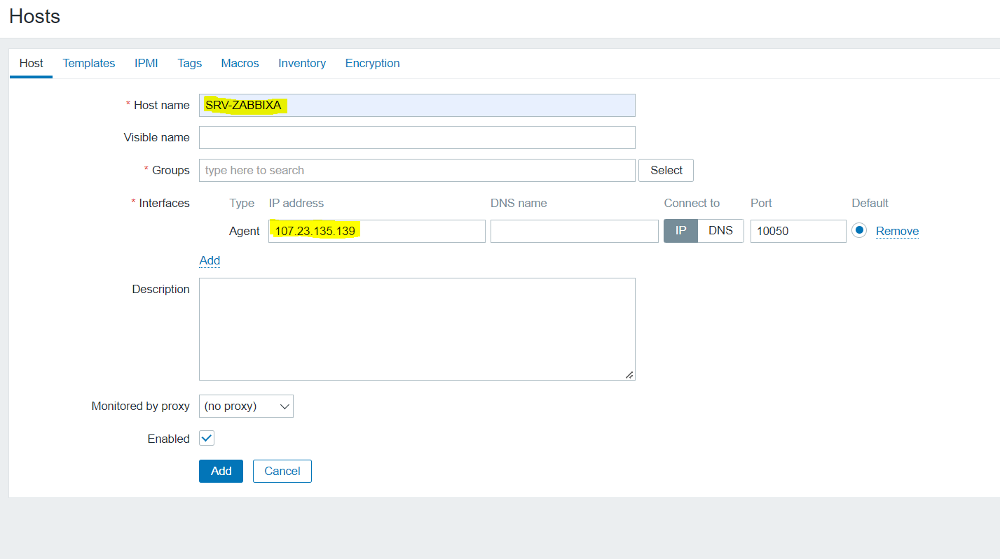 Hosts
Host Templates IPMI Tags Macros Inventory Encryption
* Host name SRV-ZABBIXA
Visible name
* Groups type here to search Select
* Interfaces Type IP address DNS name Connect to Port Default
Agent 107.23.135.139 IP DNS 10050 Remove
Add
Description
Monitored by proxy (no proxy)
Enabled
Add Cancel